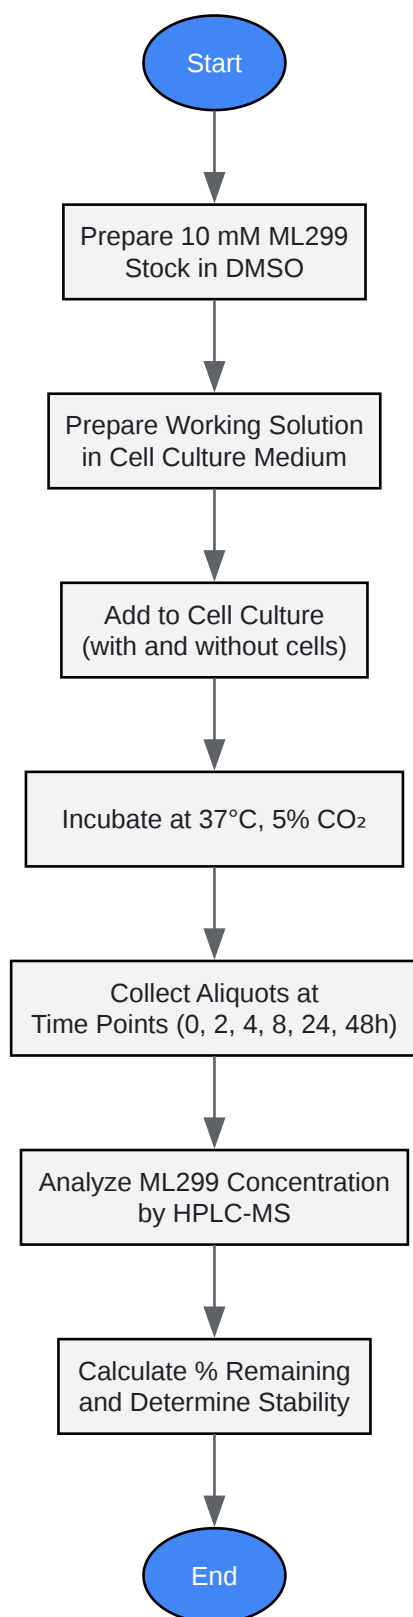 Start
Prepare 10 mM ML299
Stock in DMSO
Prepare Working Solution
in Cell Culture Medium
Add to Cell Culture
(with and without cells)
Incubate at 37°C, 5% CO₂
Collect Aliquots at
Time Points (0, 2, 4, 8, 24, 48h)
Analyze ML299 Concentration
by HPLC-MS
Calculate % Remaining
and Determine Stability
End